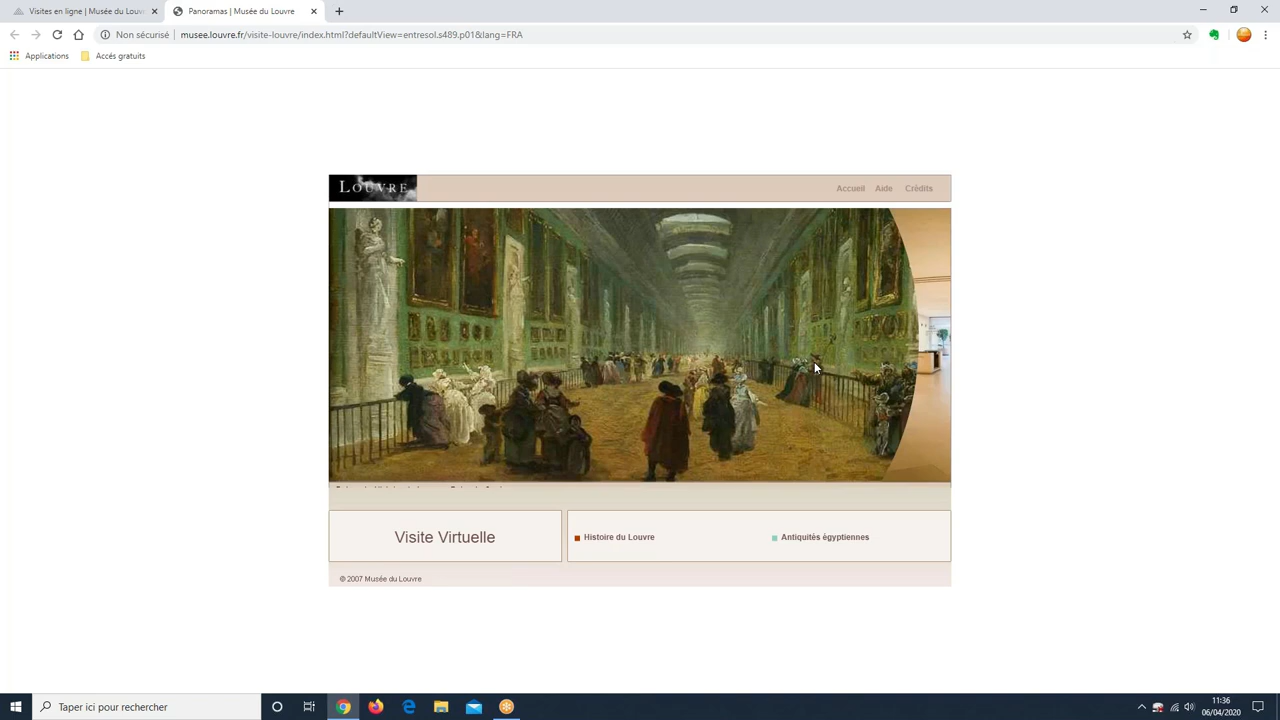 Visites en ligne | Musée du Louv
Panoramas | Musée du Louvre
Non sécurisé | musee.louvre.fr/visite-louvre/index.html?defaultView=entresol.s489.p01&lang=FRA
Applications
Accés gratuits
LOUVRE
Accueil
Aide
Crédits
Visite Virtuelle
Histoire du Louvre
Antiquités égyptiennes
© 2007 Musée du Louvre
Taper ici pour rechercher
11:36
06/04/2020